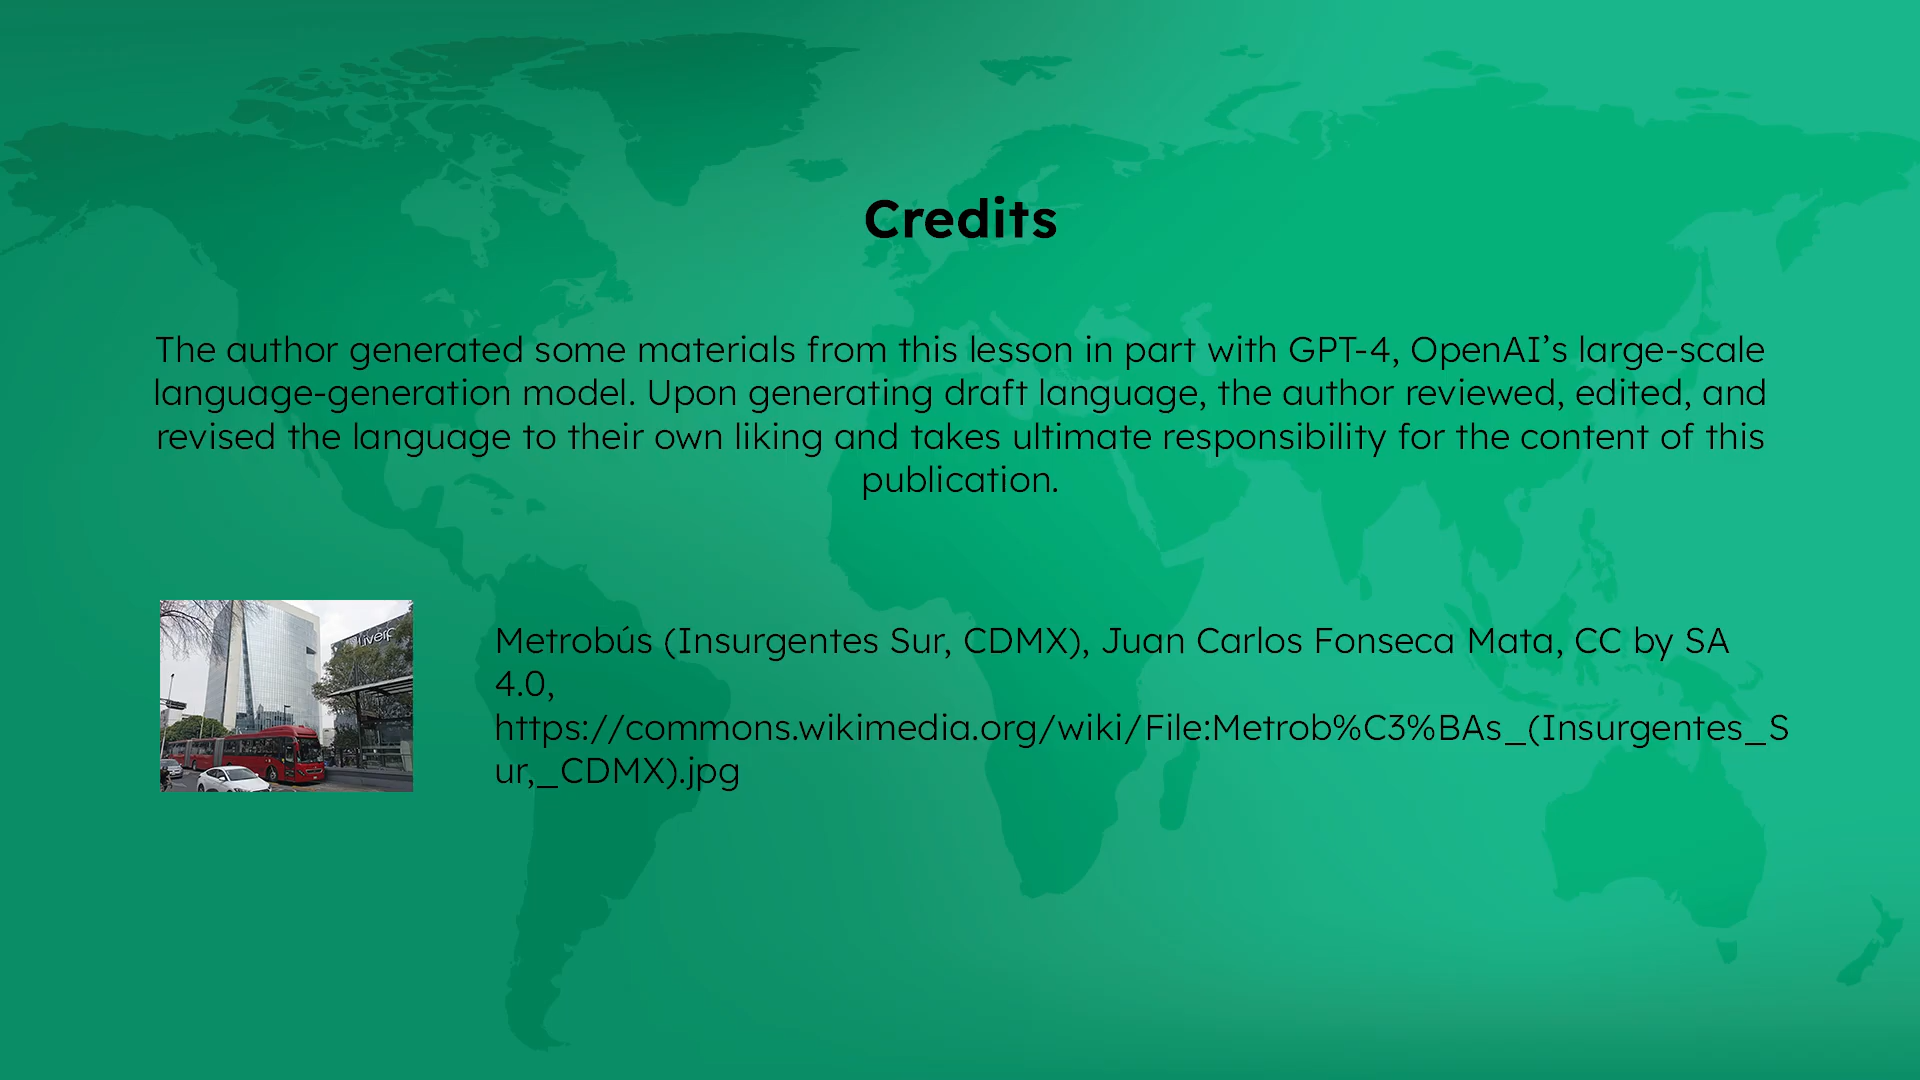 Credits
The author generated some materials from this lesson in part with GPT-4, OpenAI’s large-scale
language-generation model. Upon generating draft language, the author reviewed, edited, and
revised the language to their own liking and takes ultimate responsibility for the content of this
publication.
Metrobús (Insurgentes Sur, CDMX), Juan Carlos Fonseca Mata, CC by SA
4.0,
https://commons.wikimedia.org/wiki/File:Metrob%C3%BAs_(Insurgentes_S
ur,_CDMX).jpg